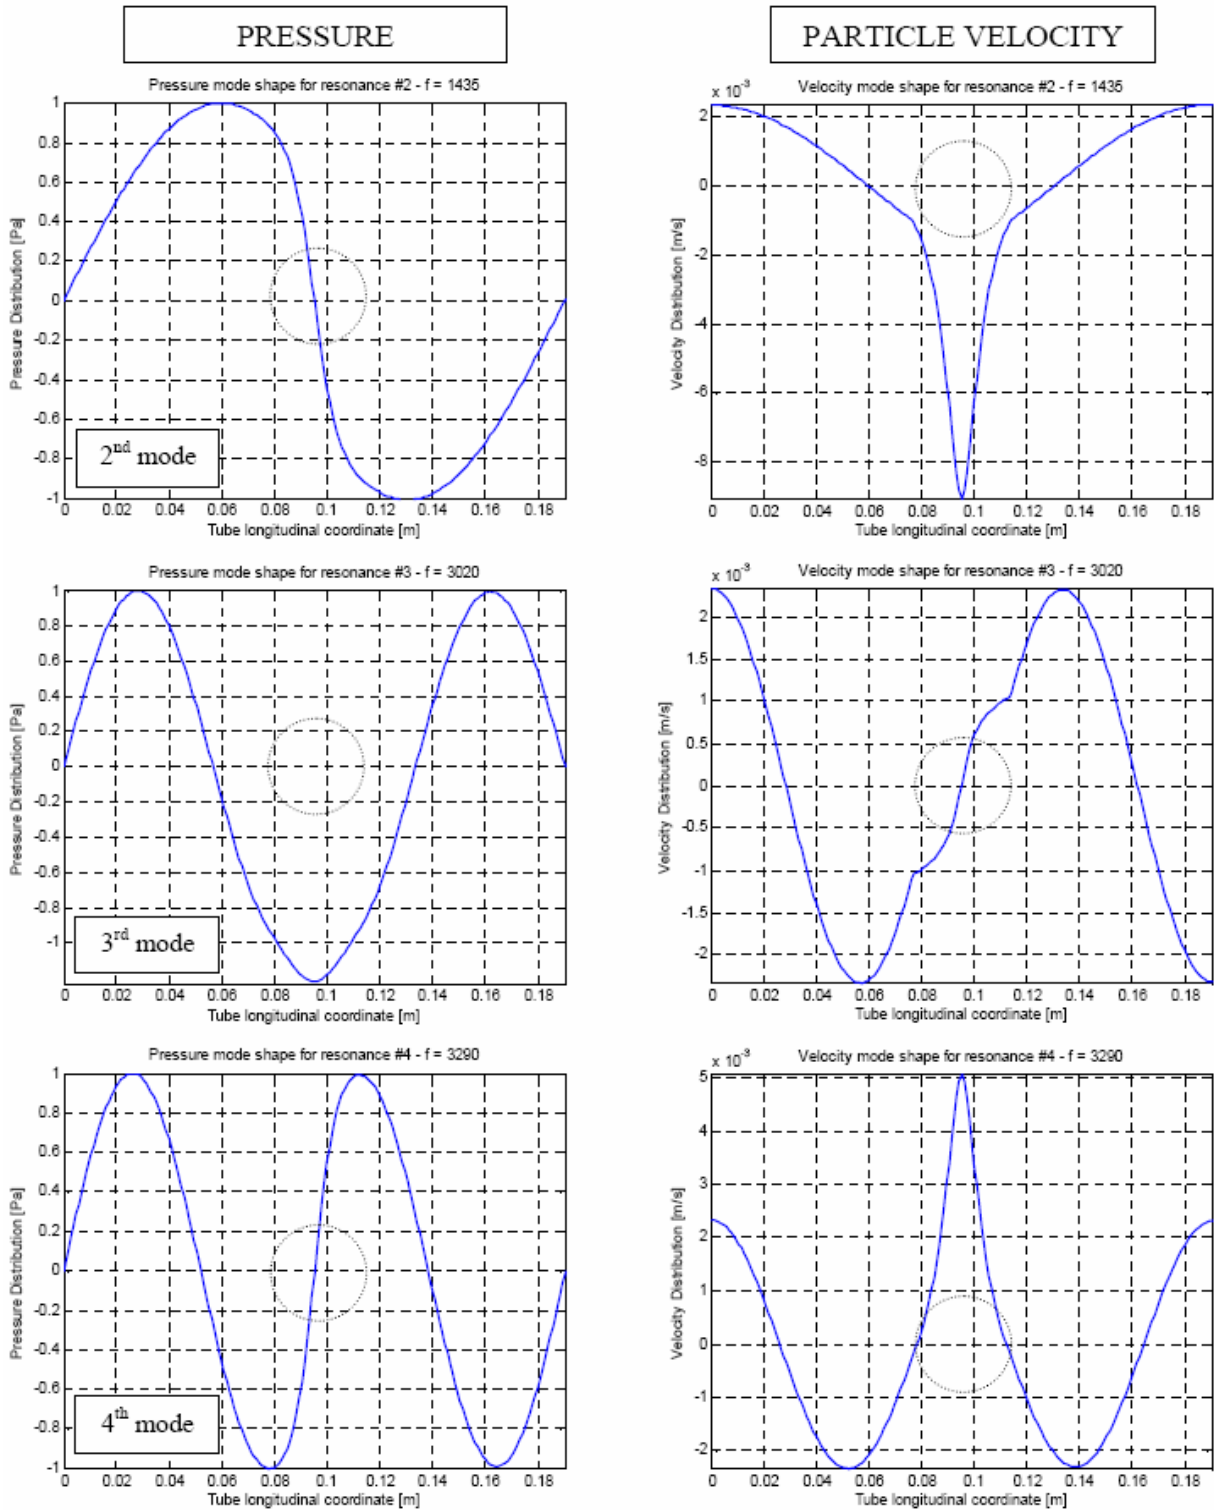 PRESSURE
PARTICLE VELOCITY
Pressure mode shape for resonance #2 - f = 1435
1
0.8
0.6
0.4
0.2
0
-0.2
-0.4
-0.6
-0.8
-1
Pressure Distribution [Pa]
2nd mode
0 0.02 0.04 0.06 0.08 0.1 0.12 0.14 0.16 0.18
Tube longitudinal coordinate [m]
Velocity mode shape for resonance #2 - f = 1435
x 10-3
2
0
-2
-4
-6
-8
Velocity Distribution [m/s]
0 0.02 0.04 0.06 0.08 0.1 0.12 0.14 0.16 0.18
Tube longitudinal coordinate [m]
Pressure mode shape for resonance #3 - f = 3020
1
0.8
0.6
0.4
0.2
0
-0.2
-0.4
-0.6
-0.8
-1
Pressure Distribution [Pa]
3rd mode
0 0.02 0.04 0.06 0.08 0.1 0.12 0.14 0.16 0.18
Tube longitudinal coordinate [m]
Velocity mode shape for resonance #3 - f = 3020
x 10-3
2
1.5
1
0.5
0
-0.5
-1
-1.5
-2
Velocity Distribution [m/s]
0 0.02 0.04 0.06 0.08 0.1 0.12 0.14 0.16 0.18
Tube longitudinal coordinate [m]
Pressure mode shape for resonance #4 - f = 3290
1
0.8
0.6
0.4
0.2
0
-0.2
-0.4
-0.6
-0.8
-1
Pressure Distribution [Pa]
4th mode
0 0.02 0.04 0.06 0.08 0.1 0.12 0.14 0.16 0.18
Tube longitudinal coordinate [m]
Velocity mode shape for resonance #4 - f = 3290
x 10-3
5
4
3
2
1
0
-1
-2
Velocity Distribution [m/s]
0 0.02 0.04 0.06 0.08 0.1 0.12 0.14 0.16 0.18
Tube longitudinal coordinate [m]